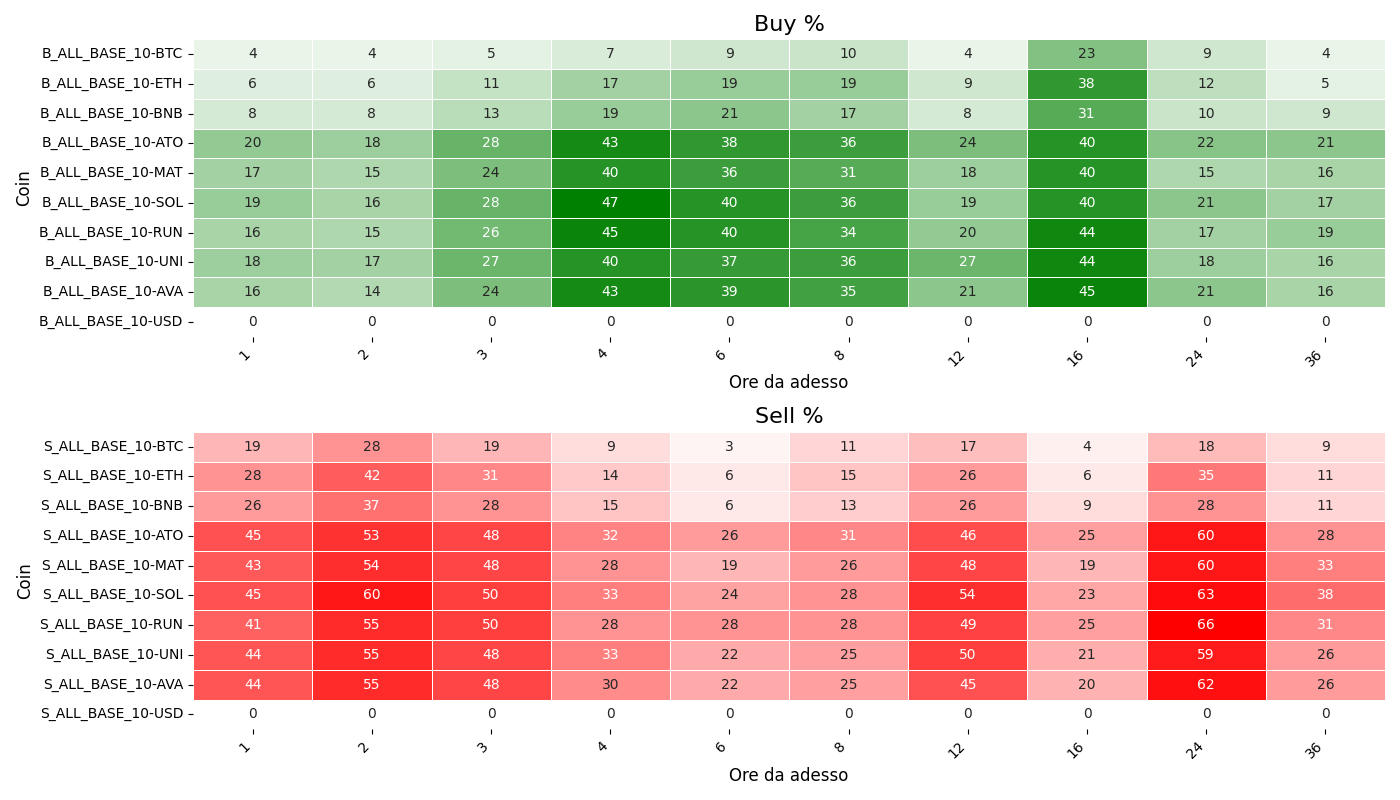 Buy %
Coin
B_ALL_BASE_10-BTC 4 4 5 7 9 10 4 23 9 4
B_ALL_BASE_10-ETH 6 6 11 17 19 19 9 38 12 5
B_ALL_BASE_10-BNB 8 8 13 19 21 17 8 31 10 9
B_ALL_BASE_10-ATO 20 18 28 43 38 36 24 40 22 21
B_ALL_BASE_10-MAT 17 15 24 40 36 31 18 40 15 16
B_ALL_BASE_10-SOL 19 16 28 47 40 36 19 40 21 17
B_ALL_BASE_10-RUN 16 15 26 45 40 34 20 44 17 19
B_ALL_BASE_10-UNI 18 17 27 40 37 36 27 44 18 16
B_ALL_BASE_10-AVA 16 14 24 43 39 35 21 45 21 16
B_ALL_BASE_10-USD 0 0 0 0 0 0 0 0 0 0
1 2 3 4 6 8 12 16 24 36
Ore da adesso
Sell %
Coin
S_ALL_BASE_10-BTC 19 28 19 9 3 11 17 4 18 9
S_ALL_BASE_10-ETH 28 42 31 14 6 15 26 6 35 11
S_ALL_BASE_10-BNB 26 37 28 15 6 13 26 9 28 11
S_ALL_BASE_10-ATO 45 53 48 32 26 31 46 25 60 28
S_ALL_BASE_10-MAT 43 54 48 28 19 26 48 19 60 33
S_ALL_BASE_10-SOL 45 60 50 33 24 28 54 23 63 38
S_ALL_BASE_10-RUN 41 55 50 28 28 28 49 25 66 31
S_ALL_BASE_10-UNI 44 55 48 33 22 25 50 21 59 26
S_ALL_BASE_10-AVA 44 55 48 30 22 25 45 20 62 26
S_ALL_BASE_10-USD 0 0 0 0 0 0 0 0 0 0
1 2 3 4 6 8 12 16 24 36
Ore da adesso